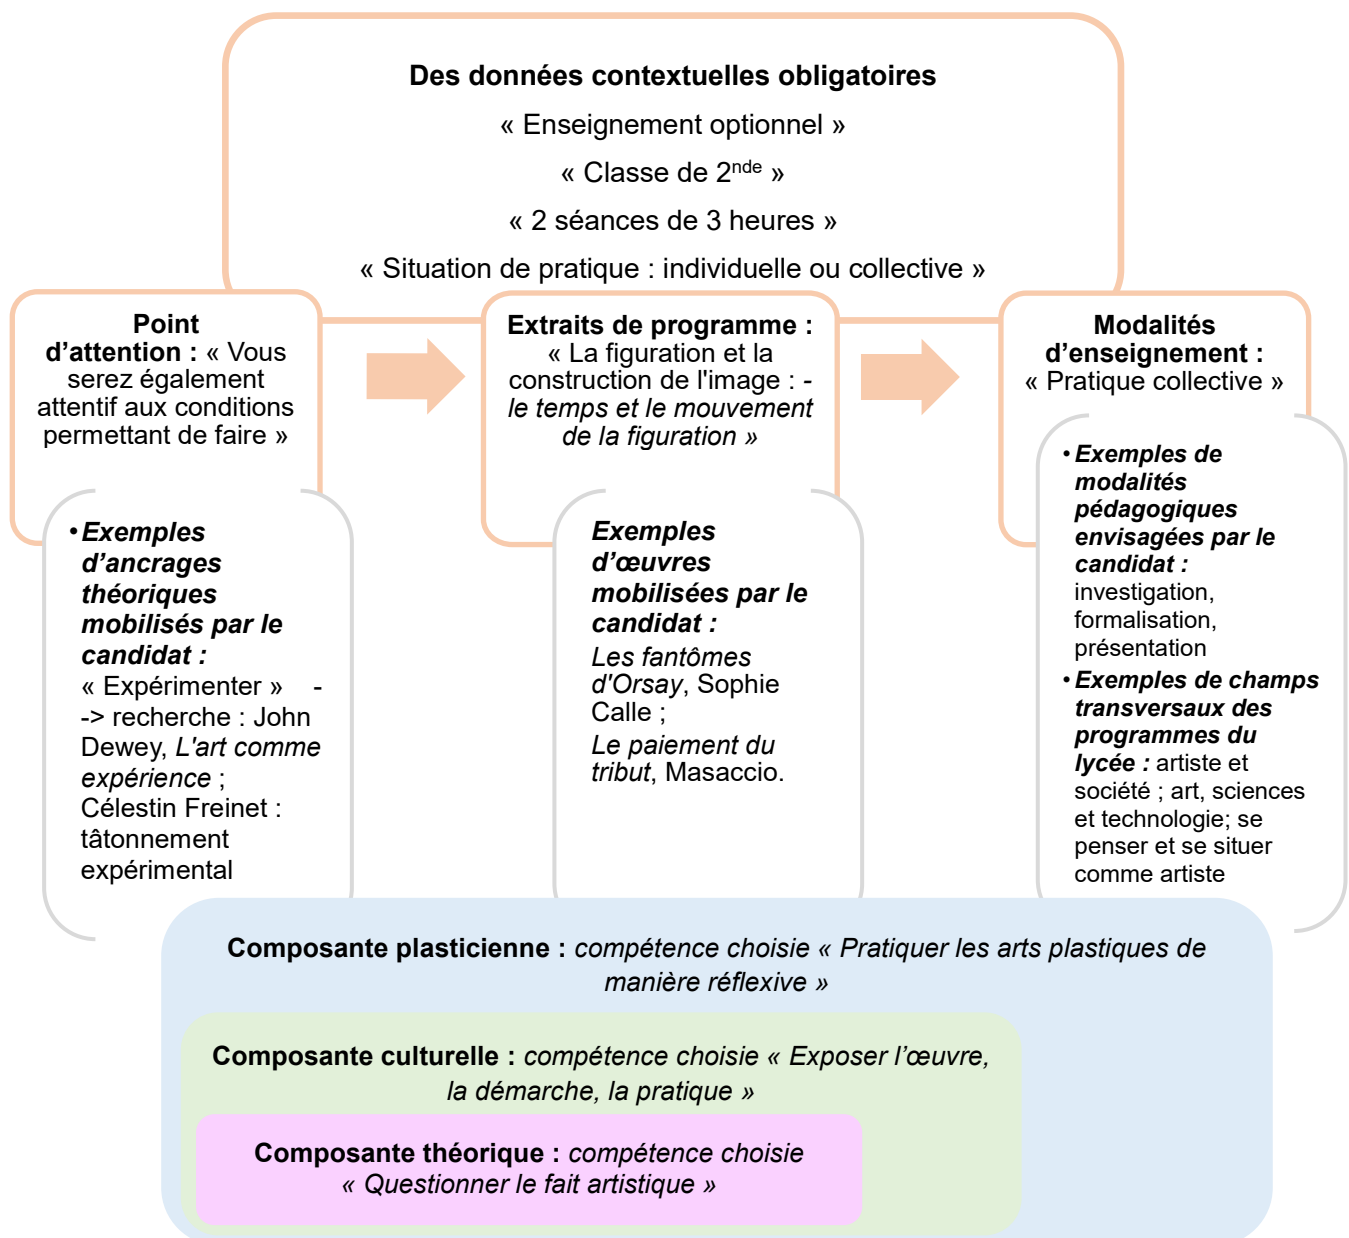 Des données contextuelles obligatoires
« Enseignement optionnel »
« Classe de 2nde »
« 2 séances de 3 heures »
« Situation de pratique : individuelle ou collective »
Point
d’attention : « Vous
serez également
attentif aux conditions
permettant de faire »
• Exemples
d’ancrages
théoriques
mobilisés par le
candidat :
« Expérimenter » -
-> recherche : John
Dewey, L'art comme
expérience ;
Célestin Freinet :
tâtonnement
expérimental
Extraits de programme :
« La figuration et la
construction de l'image : -
le temps et le mouvement
de la figuration »
Exemples
d’œuvres
mobilisées par le
candidat :
Les fantômes
d'Orsay, Sophie
Calle ;
Le paiement du
tribut, Masaccio.
Modalités
d’enseignement :
« Pratique collective »
• Exemples de
modalités
pédagogiques
envisagées par le
candidat :
investigation,
formalisation,
présentation
• Exemples de champs
transversaux des
programmes du
lycée : artiste et
société ; art, sciences
et technologie; se
penser et se situer
comme artiste
Composante plasticienne : compétence choisie « Pratiquer les arts plastiques de
manière réflexive »
Composante culturelle : compétence choisie « Exposer l’œuvre,
la démarche, la pratique »
Composante théorique : compétence choisie
« Questionner le fait artistique »